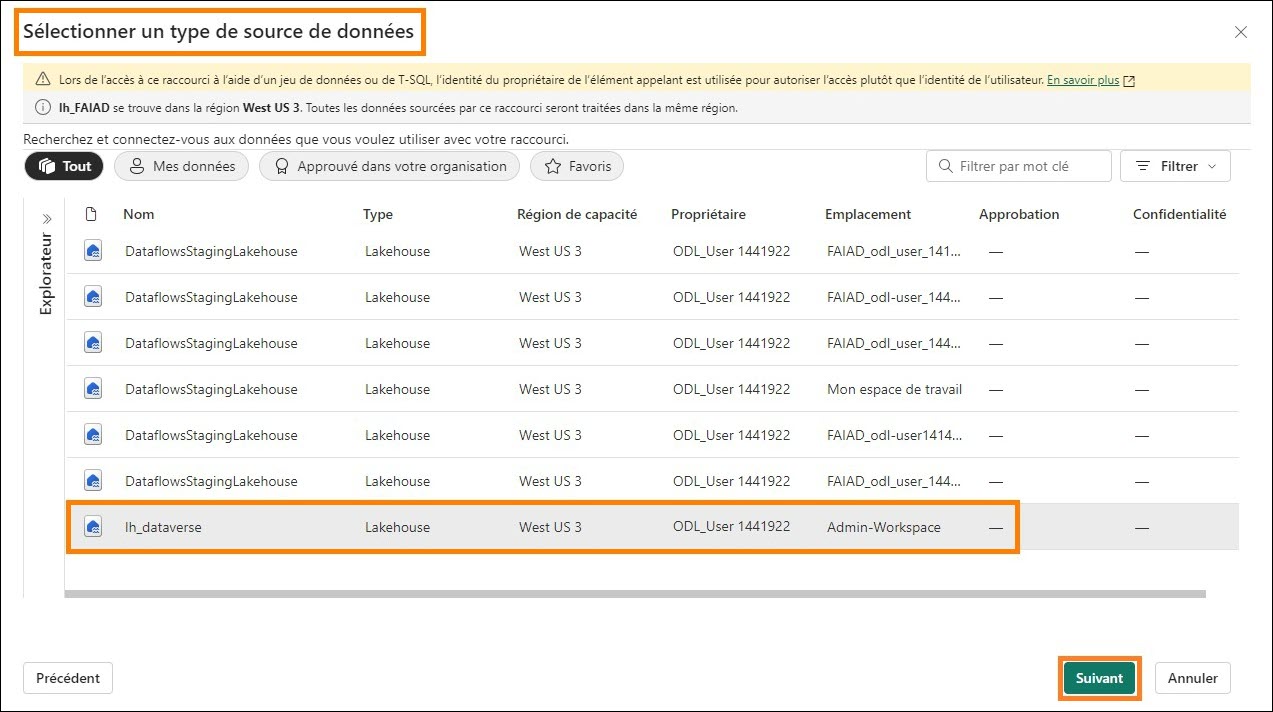 Sélectionner un type de source de données
Lors de l'accès à ce raccourci à l'aide d'un jeu de données ou de T-SQL, l'identité du propriétaire de l'élément appelant est utilisée pour autoriser l'accès plutôt que l'identité de l'utilisateur. En savoir plus
lh_FAIAD se trouve dans la région West US 3. Toutes les données sourcées par ce raccourci seront traitées dans la même région.
Recherchez et connectez-vous aux données que vous voulez utiliser avec votre raccourci.
Tout Mes données Approuvé dans votre organisation Favoris Filtrer par mot clé Filtrer
Explorateur
Nom Type Région de capacité Propriétaire Emplacement Approbation Confidentialité
DataflowsStagingLakehouse Lakehouse West US 3 ODL_User 1441922 FAIAD_odl_user_141... — —
DataflowsStagingLakehouse Lakehouse West US 3 ODL_User 1441922 FAIAD_odl-user_144... — —
DataflowsStagingLakehouse Lakehouse West US 3 ODL_User 1441922 FAIAD_odl_user_144... — —
DataflowsStagingLakehouse Lakehouse West US 3 ODL_User 1441922 Mon espace de travail — —
DataflowsStagingLakehouse Lakehouse West US 3 ODL_User 1441922 FAIAD_odl-user1414... — —
DataflowsStagingLakehouse Lakehouse West US 3 ODL_User 1441922 FAIAD_odl_user_144... — —
lh_dataverse Lakehouse West US 3 ODL_User 1441922 Admin-Workspace — —
Précédent Suivant Annuler